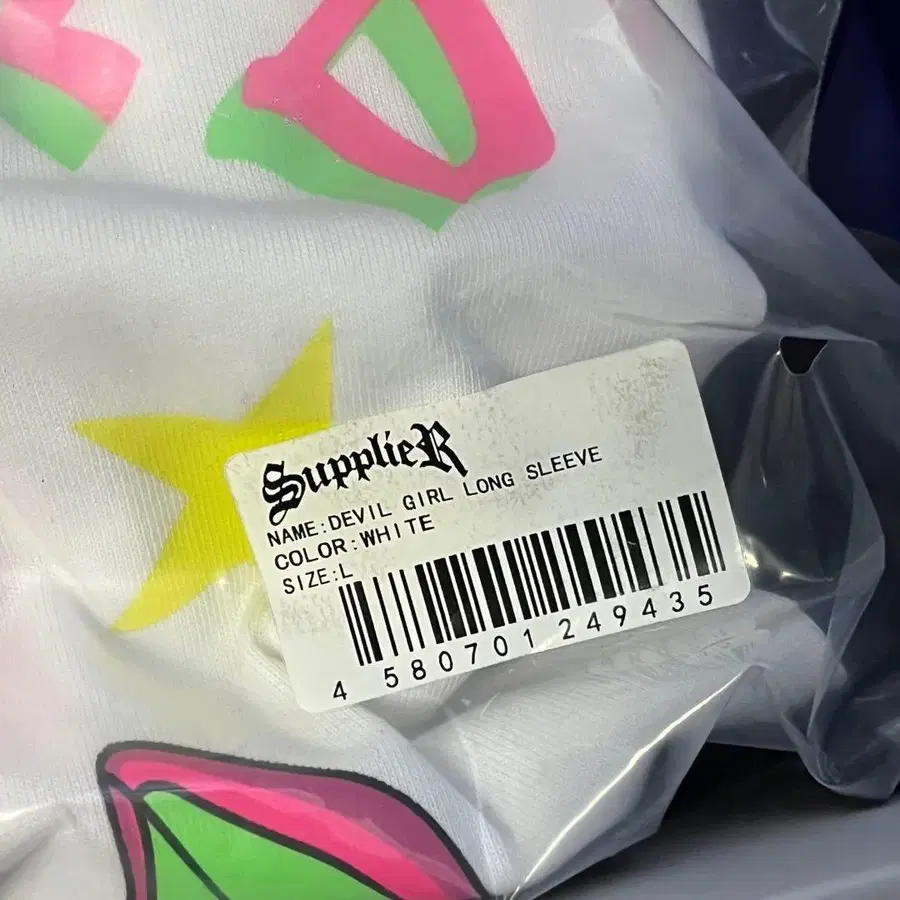 SupplieR
NAME:DEVIL GIRL LONG SLEEVE
COLOR:WHITE
SIZE:L
4 580701 249435